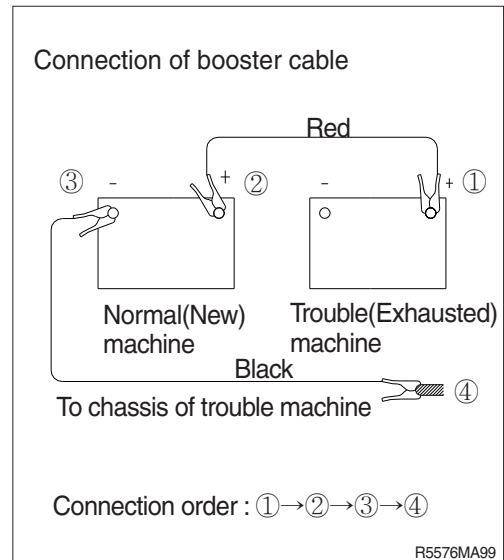 Connection of booster cable
Red
③ - + ② - + ①
Normal(New)
machine
Trouble(Exhausted)
machine
Black
To chassis of trouble machine ④
Connection order : ①→②→③→④
R5576MA99